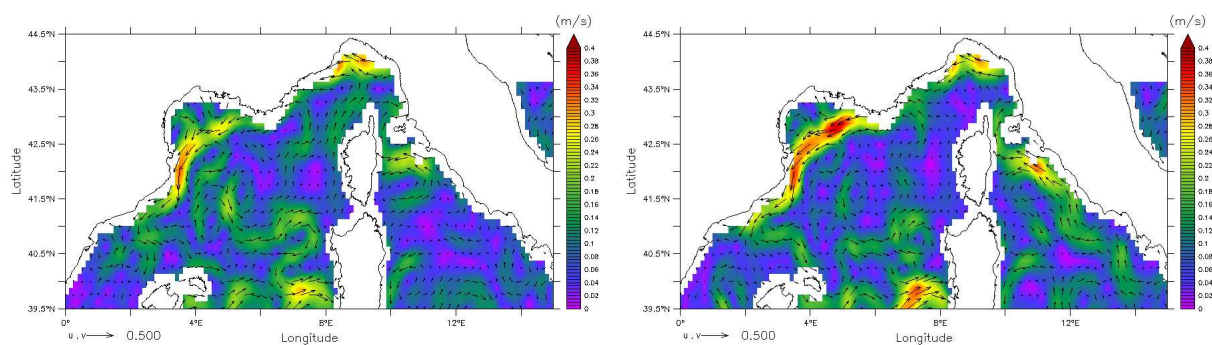 (m/s)
44.5°N
43.5°N
42.5°N
41.5°N
40.5°N
39.5°N
Latitude
0°
4°E
8°E
12°E
Longitude
u,v 0.500
0.4
0.38
0.36
0.34
0.32
0.3
0.28
0.26
0.24
0.22
0.2
0.18
0.16
0.14
0.12
0.1
0.08
0.06
0.04
0.02
0
(m/s)
44.5°N
43.5°N
42.5°N
41.5°N
40.5°N
39.5°N
Latitude
0°
4°E
8°E
12°E
Longitude
u,v 0.500
0.4
0.38
0.36
0.34
0.32
0.3
0.28
0.26
0.24
0.22
0.2
0.18
0.16
0.14
0.12
0.1
0.08
0.06
0.04
0.02
0